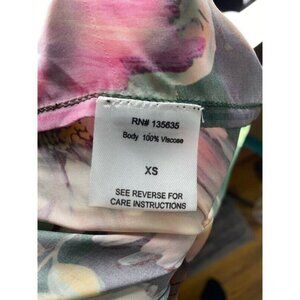 RN# 135635
Body 100% Viscose
XS
SEE REVERSE FOR
CARE INSTRUCTIONS